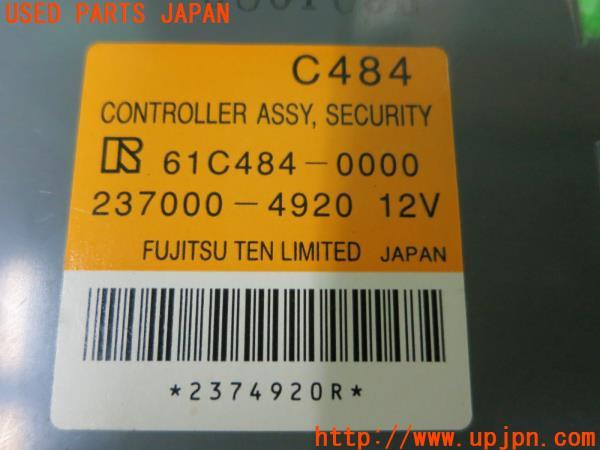 USED PARTS JAPAN
C484
CONTROLLER ASSY, SECURITY
R 61C484-0000
237000-4920 12V
FUJITSU TEN LIMITED JAPAN
*2374920R*
UPJ
http://www.upjpn.com